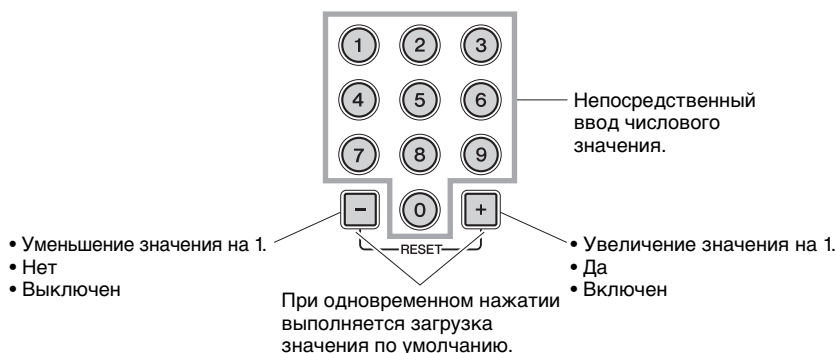 1 2 3
4 5 6
Непосредственный
ввод числового
значения.
7 8 9
- 0 +
RESET
• Уменьшение значения на 1.
• Нет
• Выключен
• Увеличение значения на 1.
• Да
• Включен
При одновременном нажатии
выполняется загрузка
значения по умолчанию.